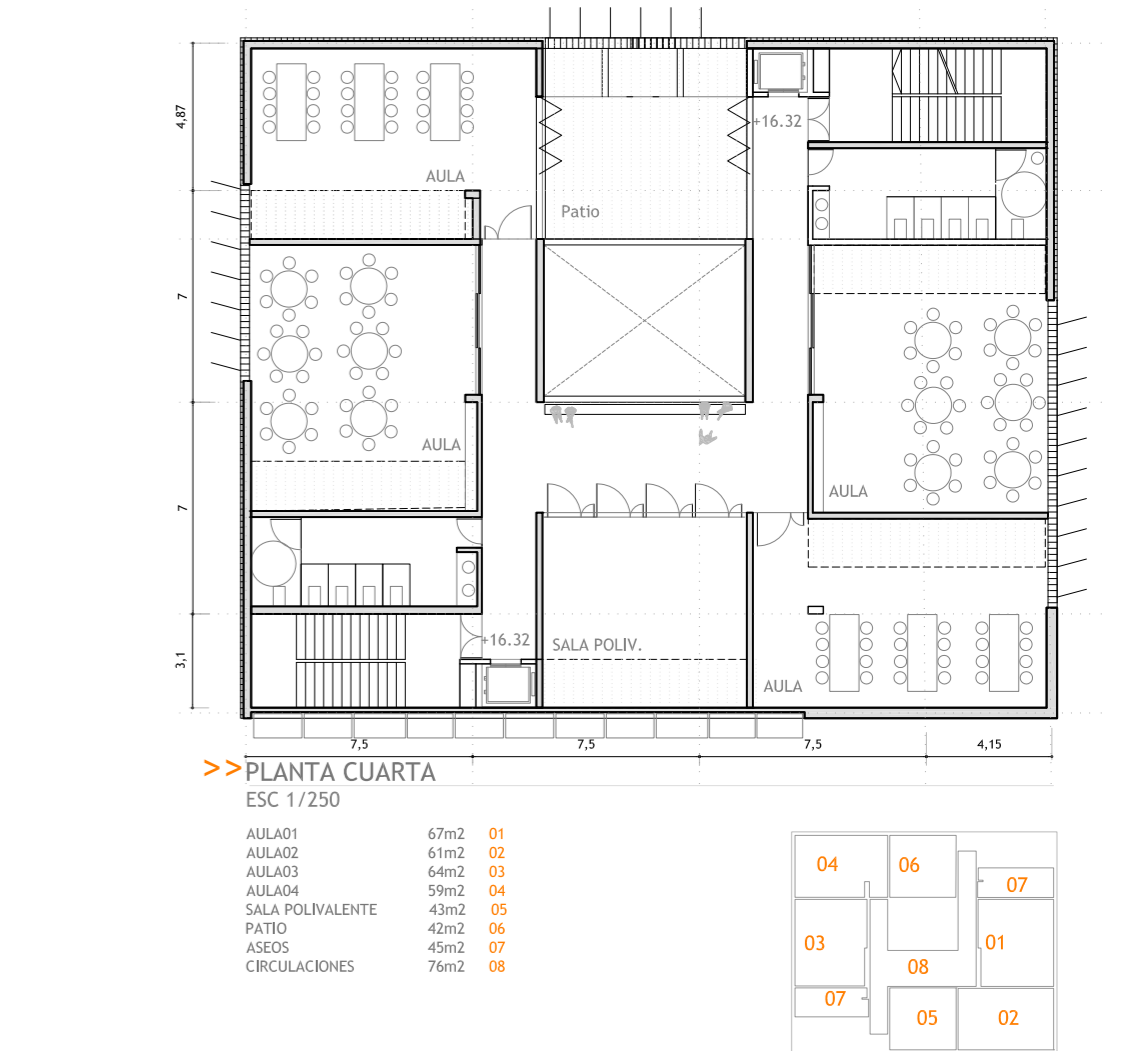 4,87
+16.32
AULA
Patio
7
AULA
AULA
7
+16.32
SALA POLIV.
3,1
AULA
7,5
7,5
7,5
4,15
>>PLANTA CUARTA
ESC 1/250
AULA01 67m2 01
AULA02 61m2 02
AULA03 64m2 03
AULA04 59m2 04
SALA POLIVALENTE 43m2 05
PATIO 42m2 06
ASEOS 45m2 07
CIRCULACIONES 76m2 08
04
06
07
03
01
08
07
05
02